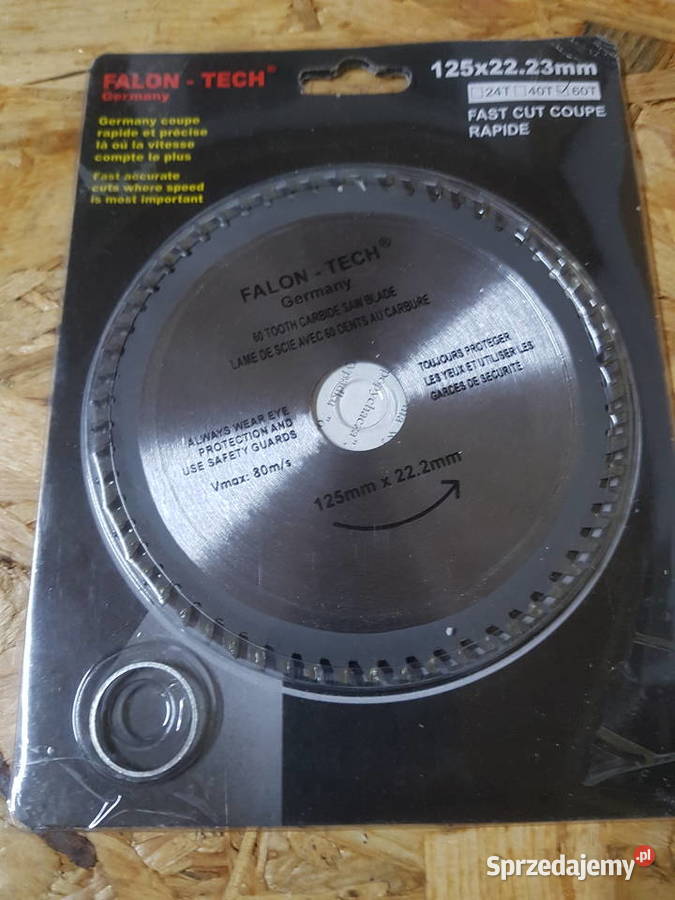 FALON - TECH®
Germany
125x22.23mm
24T 40T 60T
FAST CUT COUPE
RAPIDE
Germany coupe
rapide et précise
là où la vitesse
compte le plus
Fast accurate
cuts where speed
is most important
FALON - TECH®
Germany
60 TOOTH CARBIDE SAW BLADE
LAME DE SCIE AVEC 60 DENTS AU CARBURE
TOUJOURS PROTEGER
LES YEUX ET UTILISER LES
GARDES DE SECURITÉ
ALWAYS WEAR EYE
PROTECTION AND
USE SAFETY GUARDS
Vmax: 80m/s
125mm x 22.2mm
Sprzedajemy.pl